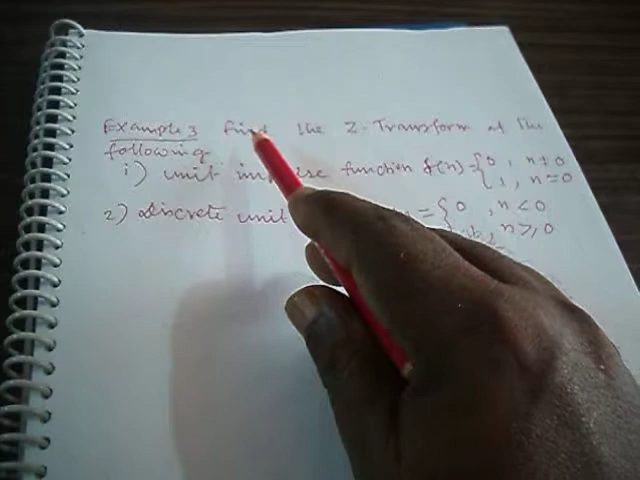 Example 3 Find the Z-Transform of the
following
i) unit impulse function δ(n) = { 0, n ≠ 0
1, n = 0
2) Discrete unit = { 0, n < 0
n ≥ 0